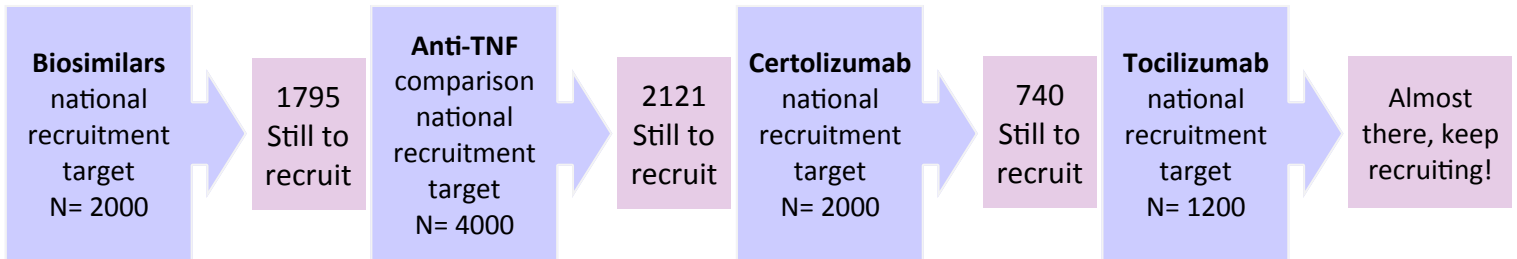 Biosimilars
national
recruitment
target
N= 2000
1795
Still to
recruit
Anti-TNF
comparison
national
recruitment
target
N= 4000
2121
Still to
recruit
Certolizumab
national
recruitment
target
N= 2000
740
Still to
recruit
Tocilizumab
national
recruitment
target
N= 1200
Almost
there, keep
recruiting!